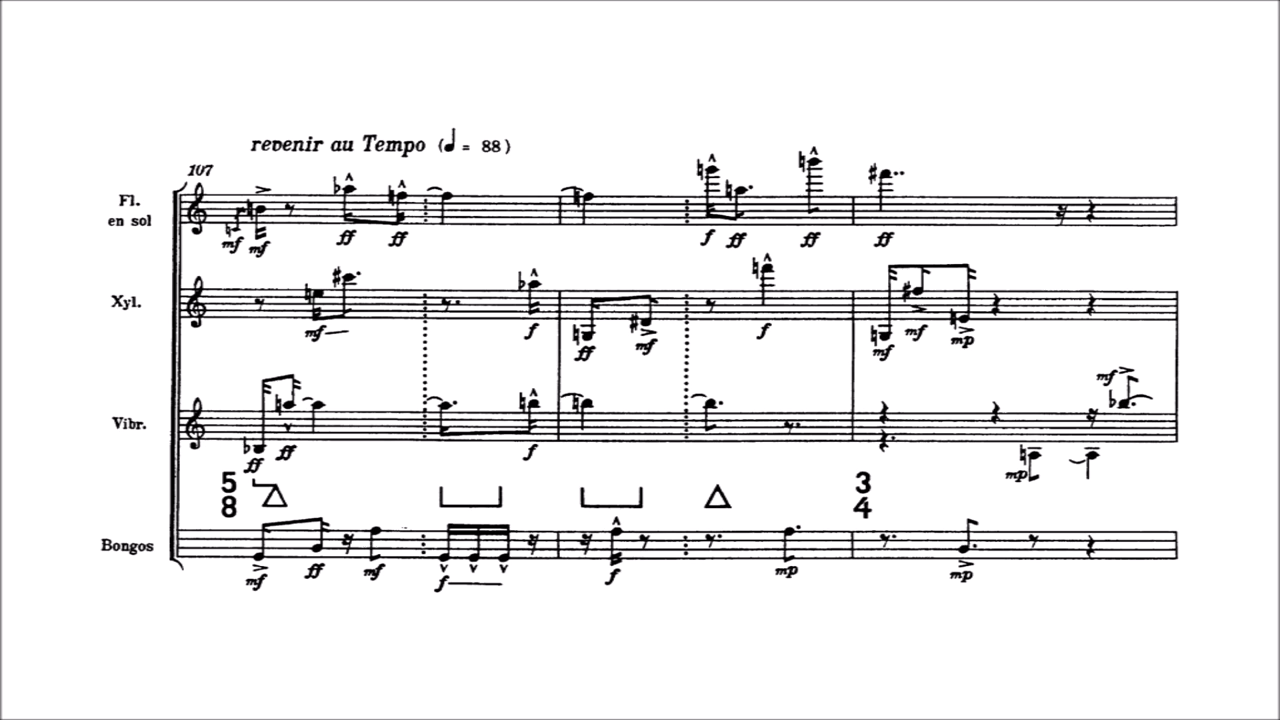 revenir au Tempo (♩ = 88)
107
Fl.
en sol
mf mf ff ff f ff ff ff
Xyl.
mf f ff mf f mf mf mp
mf
Vibr.
ff ff f mp
5
8
3
4
Bongos
mf ff mf f f mp mp